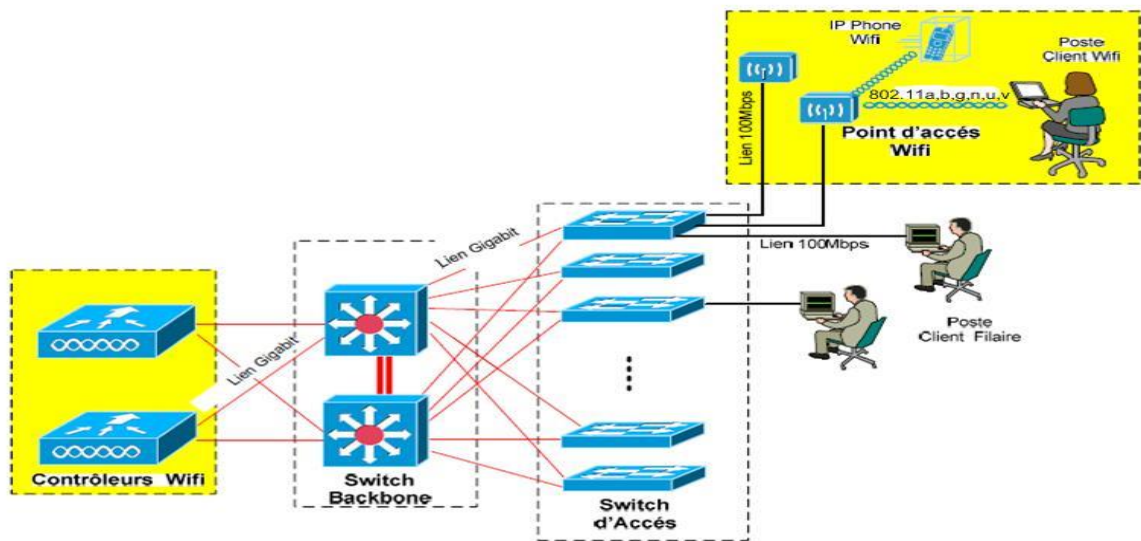 IP Phone
Wifi
Poste
Client Wifi
802.11a,b,g,n,u,v
Lien 100Mbps
Point d'accés
Wifi
Lien Gigabit
Lien 100Mbps
Poste
Client Filaire
Lien Gigabit
Contrôleurs Wifi
Switch
Backbone
Switch
d'Accés